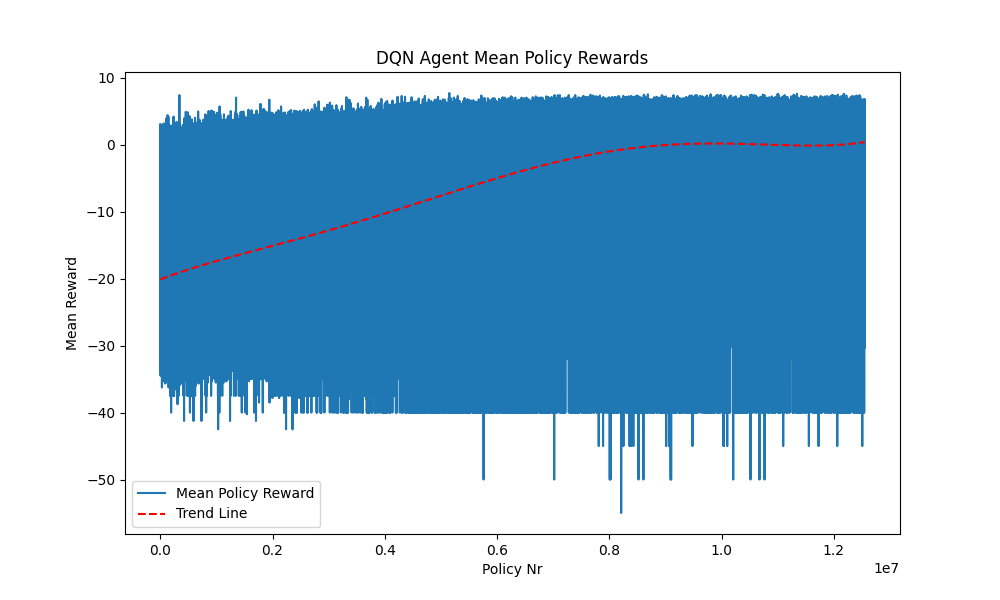 DQN Agent Mean Policy Rewards
10
0
−10
−20
−30
−40
−50
Mean Reward
Mean Policy Reward
Trend Line
0.0 0.2 0.4 0.6 0.8 1.0 1.2
1e7
Policy Nr